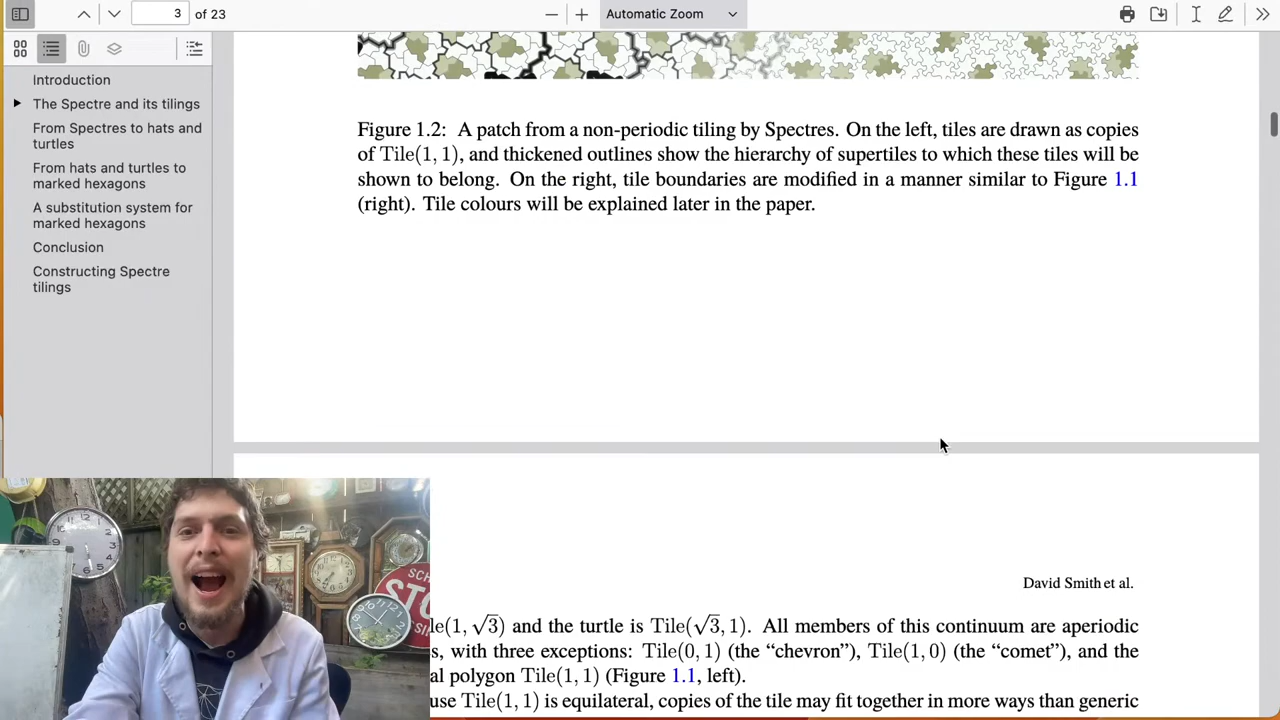 3 of 23
Automatic Zoom
Introduction
The Spectre and its tilings
From Spectres to hats and
turtles
From hats and turtles to
marked hexagons
A substitution system for
marked hexagons
Conclusion
Constructing Spectre
tilings
Figure 1.2: A patch from a non-periodic tiling by Spectres. On the left, tiles are drawn as copies
of Tile(1, 1), and thickened outlines show the hierarchy of supertiles to which these tiles will be
shown to belong. On the right, tile boundaries are modified in a manner similar to Figure 1.1
(right). Tile colours will be explained later in the paper.
David Smith et al.
le(1, √3) and the turtle is Tile(√3, 1). All members of this continuum are aperiodic
s, with three exceptions: Tile(0, 1) (the “chevron”), Tile(1, 0) (the “comet”), and the
al polygon Tile(1, 1) (Figure 1.1, left).
use Tile(1, 1) is equilateral, copies of the tile may fit together in more ways than generic
STO